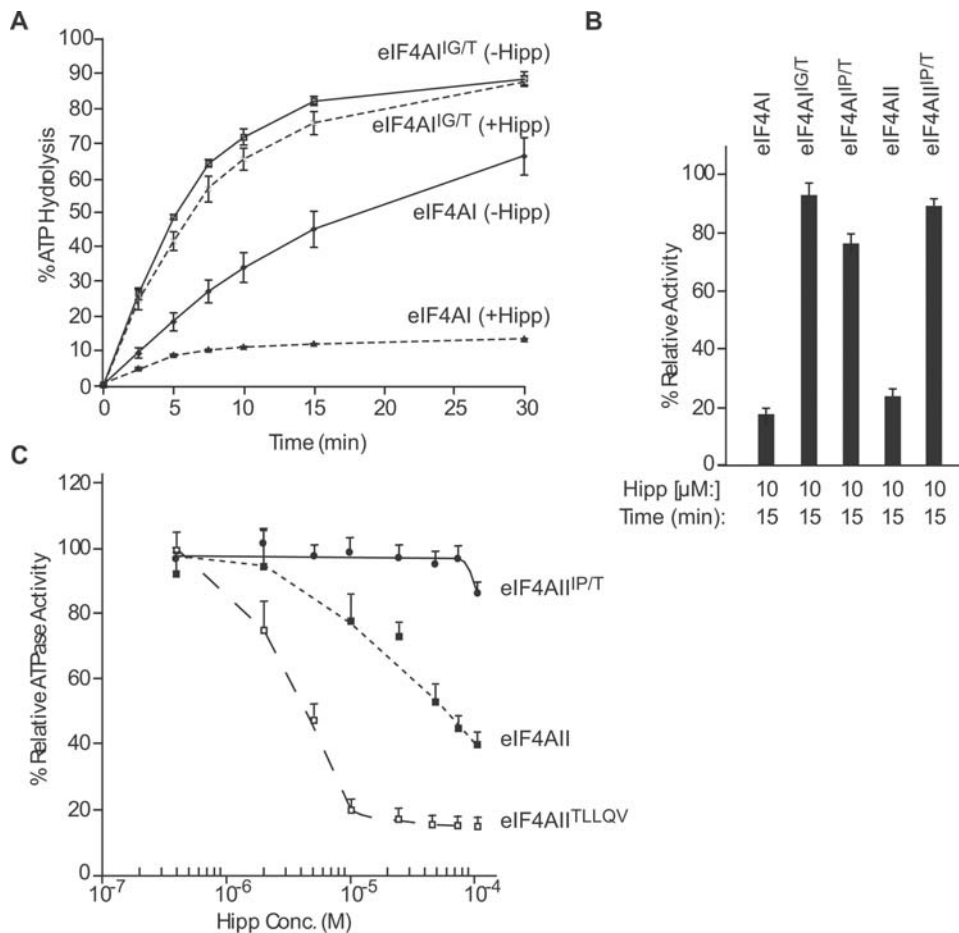 A
100
90
80
70
60
50
40
30
20
10
0
% ATP Hydrolysis
eIF4AI^IG/T (-Hipp)
eIF4AI^IG/T (+Hipp)
eIF4AI (-Hipp)
eIF4AI (+Hipp)
0 5 10 15 20 25 30
Time (min)
B
eIF4AI
eIF4AI^IG/T
eIF4AI^IP/T
eIF4AII
eIF4AII^IP/T
100
80
60
40
20
0
% Relative Activity
Hipp [µM:] 10 10 10 10 10
Time (min): 15 15 15 15 15
C
120
100
80
60
40
20
0
% Relative ATPase Activity
eIF4AII^IP/T
eIF4AII
eIF4AII^TLLQV
10^-7 10^-6 10^-5 10^-4
Hipp Conc. (M)